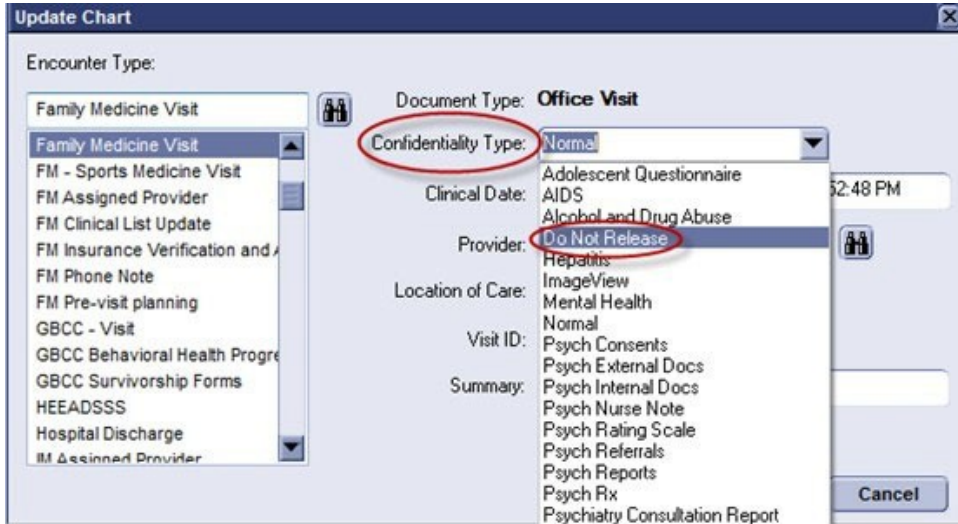 Update Chart
Encounter Type:
Family Medicine Visit
Family Medicine Visit
FM - Sports Medicine Visit
FM Assigned Provider
FM Clinical List Update
FM Insurance Verification and
FM Phone Note
FM Pre-visit planning
GBCC - Visit
GBCC Behavioral Health Progre
GBCC Survivorship Forms
HEEADSSS
Hospital Discharge
IM Assigned Provider
Document Type: Office Visit
Confidentiality Type: Normal
Adolescent Questionnaire
AIDS
Alcohol and Drug Abuse
Do Not Release
Hepatitis
ImageView
Mental Health
Normal
Psych Consents
Psych External Docs
Psych Internal Docs
Psych Nurse Note
Psych Rating Scale
Psych Referrals
Psych Reports
Psych Rx
Psychiatry Consultation Report
Clinical Date:
52:48 PM
Provider:
Location of Care:
Visit ID:
Summary:
Cancel